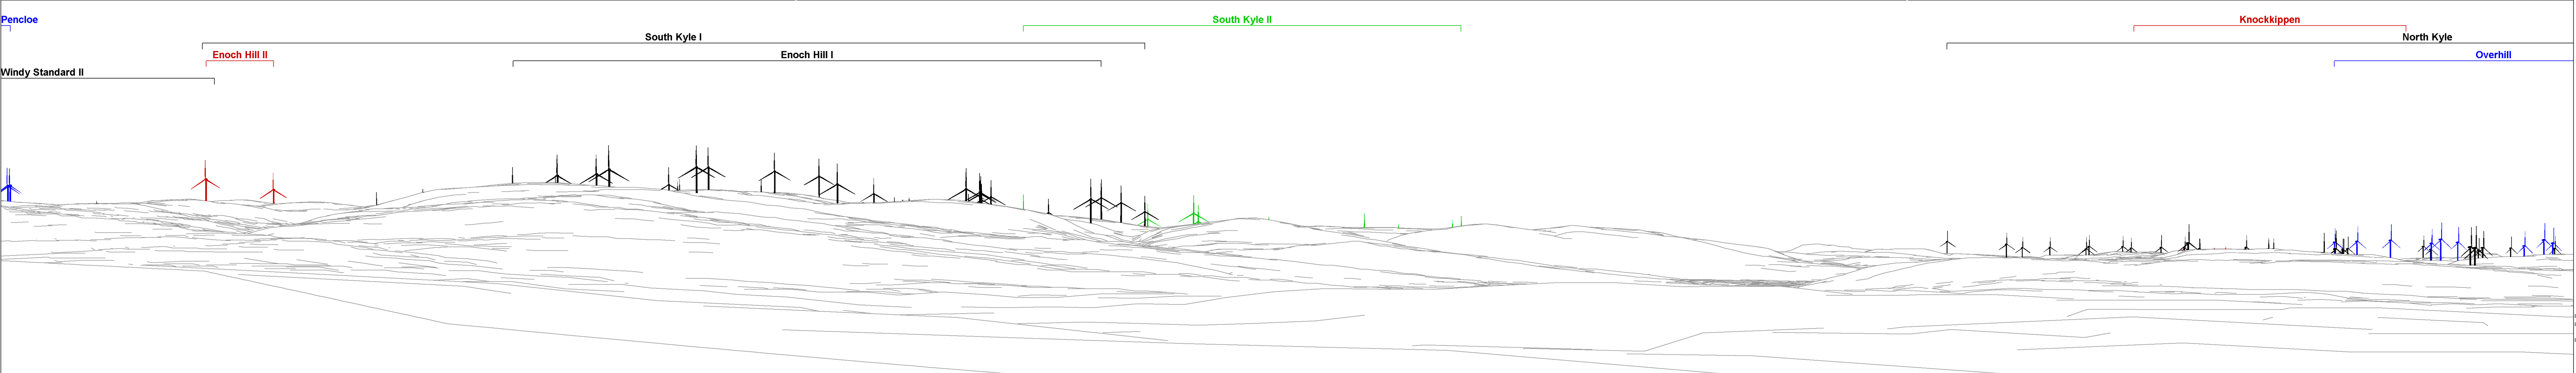 Pencloe South Kyle II Knockkippen
South Kyle I North Kyle
Enoch Hill II Enoch Hill I Overhill
Windy Standard II